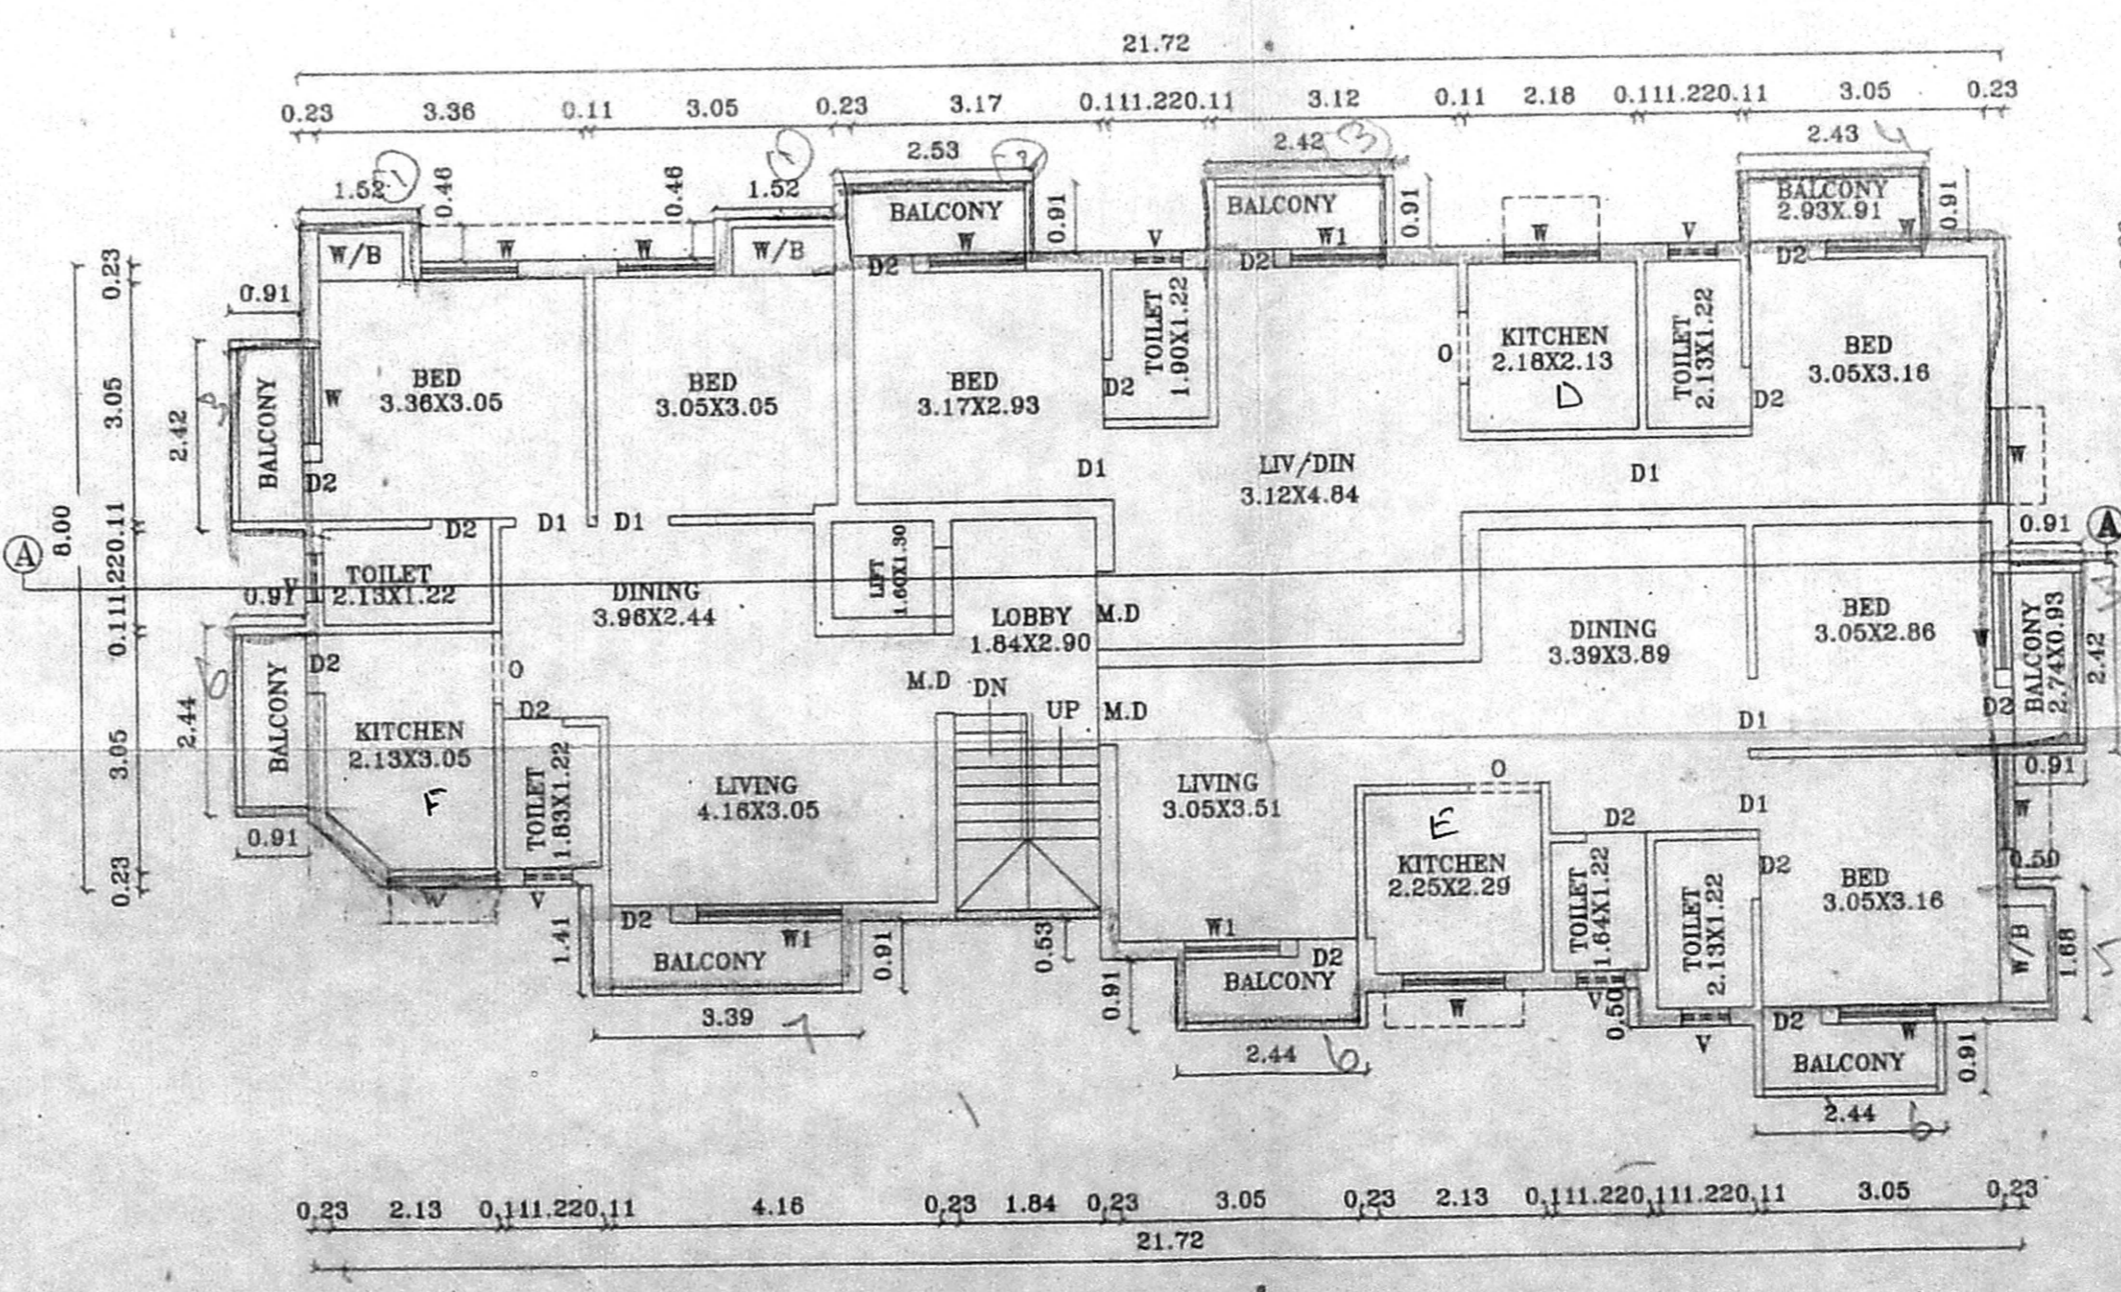 21.72
0.23 3.36 0.11 3.05 0.23 3.17 0.111.220.11 3.12 0.11 2.18 0.111.220.11 3.05 0.23
1.52 0.46 0.46 1.52 2.53 2.42 3 2.43 4
BALCONY 0.91
BALCONY 0.91
BALCONY
2.93X.91
0.91
W/B W W W/B D2 W V D2 W1 W V D2 W
0.23
0.91
BALCONY
2.42
W
D2
BED
3.36X3.05
BED
3.05X3.05
BED
3.17X2.93
TOILET
1.90X1.22
D2
D1
LIV/DIN
3.12X4.84
O
KITCHEN
2.18X2.13
D
TOILET
2.13X1.22
D2
BED
3.05X3.16
W
D1
3.05
8.00
0.111.220.11
A
A
D2 D1 D1
V
0.91
TOILET
2.13X1.22
DINING
3.96X2.44
LIFT
1.60X1.30
LOBBY
1.84X2.90
M.D
M.D
M.D
DN
UP
DINING
3.39X3.89
BED
3.05X2.86
W
D2
0.91
BALCONY
2.74X0.93
2.42
0.91
D1
D1
3.05
2.44
BALCONY
0.91
D2
KITCHEN
2.13X3.05
F
O
D2
TOILET
1.83X1.22
LIVING
4.16X3.05
LIVING
3.05X3.51
O
E
KITCHEN
2.25X2.29
D2
TOILET
1.64X1.22
TOILET
2.13X1.22
D2
BED
3.05X3.16
W
0.50
W/B
1.68
0.23
W
V
1.41
D2
W1
BALCONY
0.91
0.53
3.39 7
0.91
W1
D2
BALCONY
2.44 6
W
V
0.50
V
D2
W
BALCONY
0.91
2.44 6
0.23 2.13 0.111.220.11 4.16 0.23 1.84 0.23 3.05 0.23 2.13 0.111.220.111.220.11 3.05 0.23
21.72